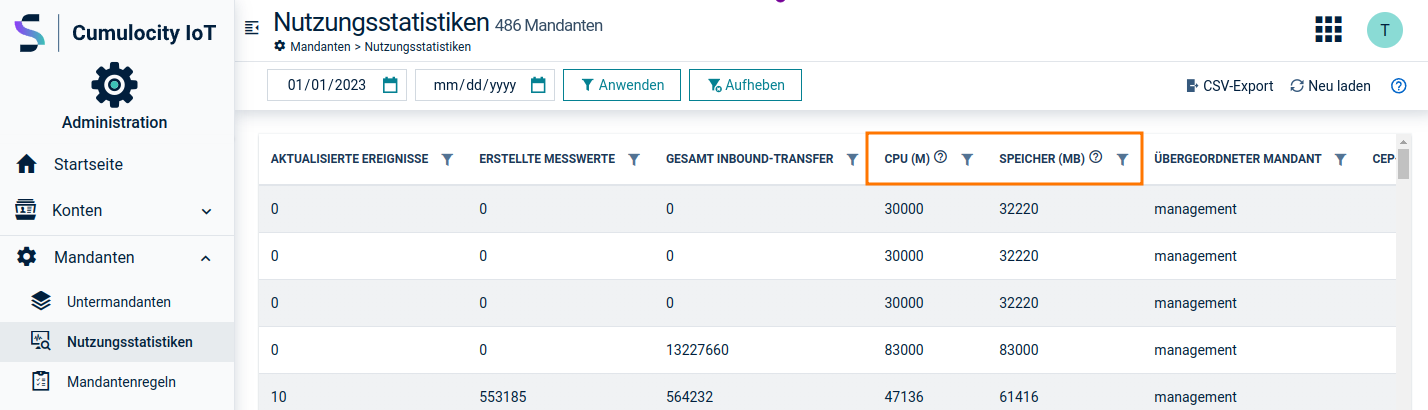 Cumulocity IoT
Administration
Startseite
Konten
Mandanten
Untermandanten
Nutzungsstatistiken
Mandantenregeln
Nutzungsstatistiken 486 Mandanten
Mandanten > Nutzungsstatistiken
T
01/01/2023 mm/dd/yyyy Anwenden Aufheben CSV-Export Neu laden
AKTUALISIERTE EREIGNISSE ERSTELLTE MESSWERTE GESAMT INBOUND-TRANSFER CPU (M) SPEICHER (MB) ÜBERGEORDNETER MANDANT CEP-
0 0 0 30000 32220 management
0 0 0 30000 32220 management
0 0 0 30000 32220 management
0 0 13227660 83000 83000 management
10 553185 564232 47136 61416 management